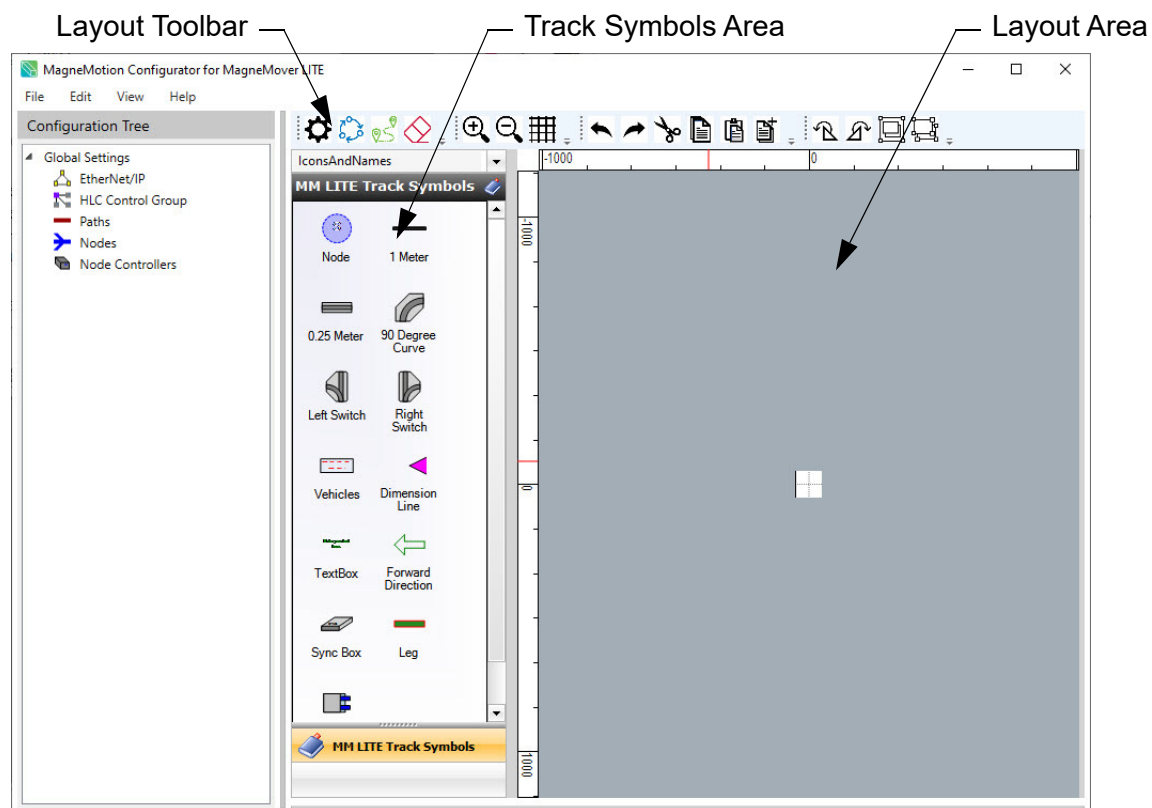 Layout Toolbar
Track Symbols Area
Layout Area
MagneMotion Configurator for MagneMover LITE
File Edit View Help
Configuration Tree
Global Settings
EtherNet/IP
HLC Control Group
Paths
Nodes
Node Controllers
IconsAndNames
MM LITE Track Symbols
Node
1 Meter
0.25 Meter
90 Degree
Curve
Left Switch
Right
Switch
Vehicles
Dimension
Line
TextBox
Forward
Direction
Sync Box
Leg
MM LITE Track Symbols
-1000
0
-1000
0
1000